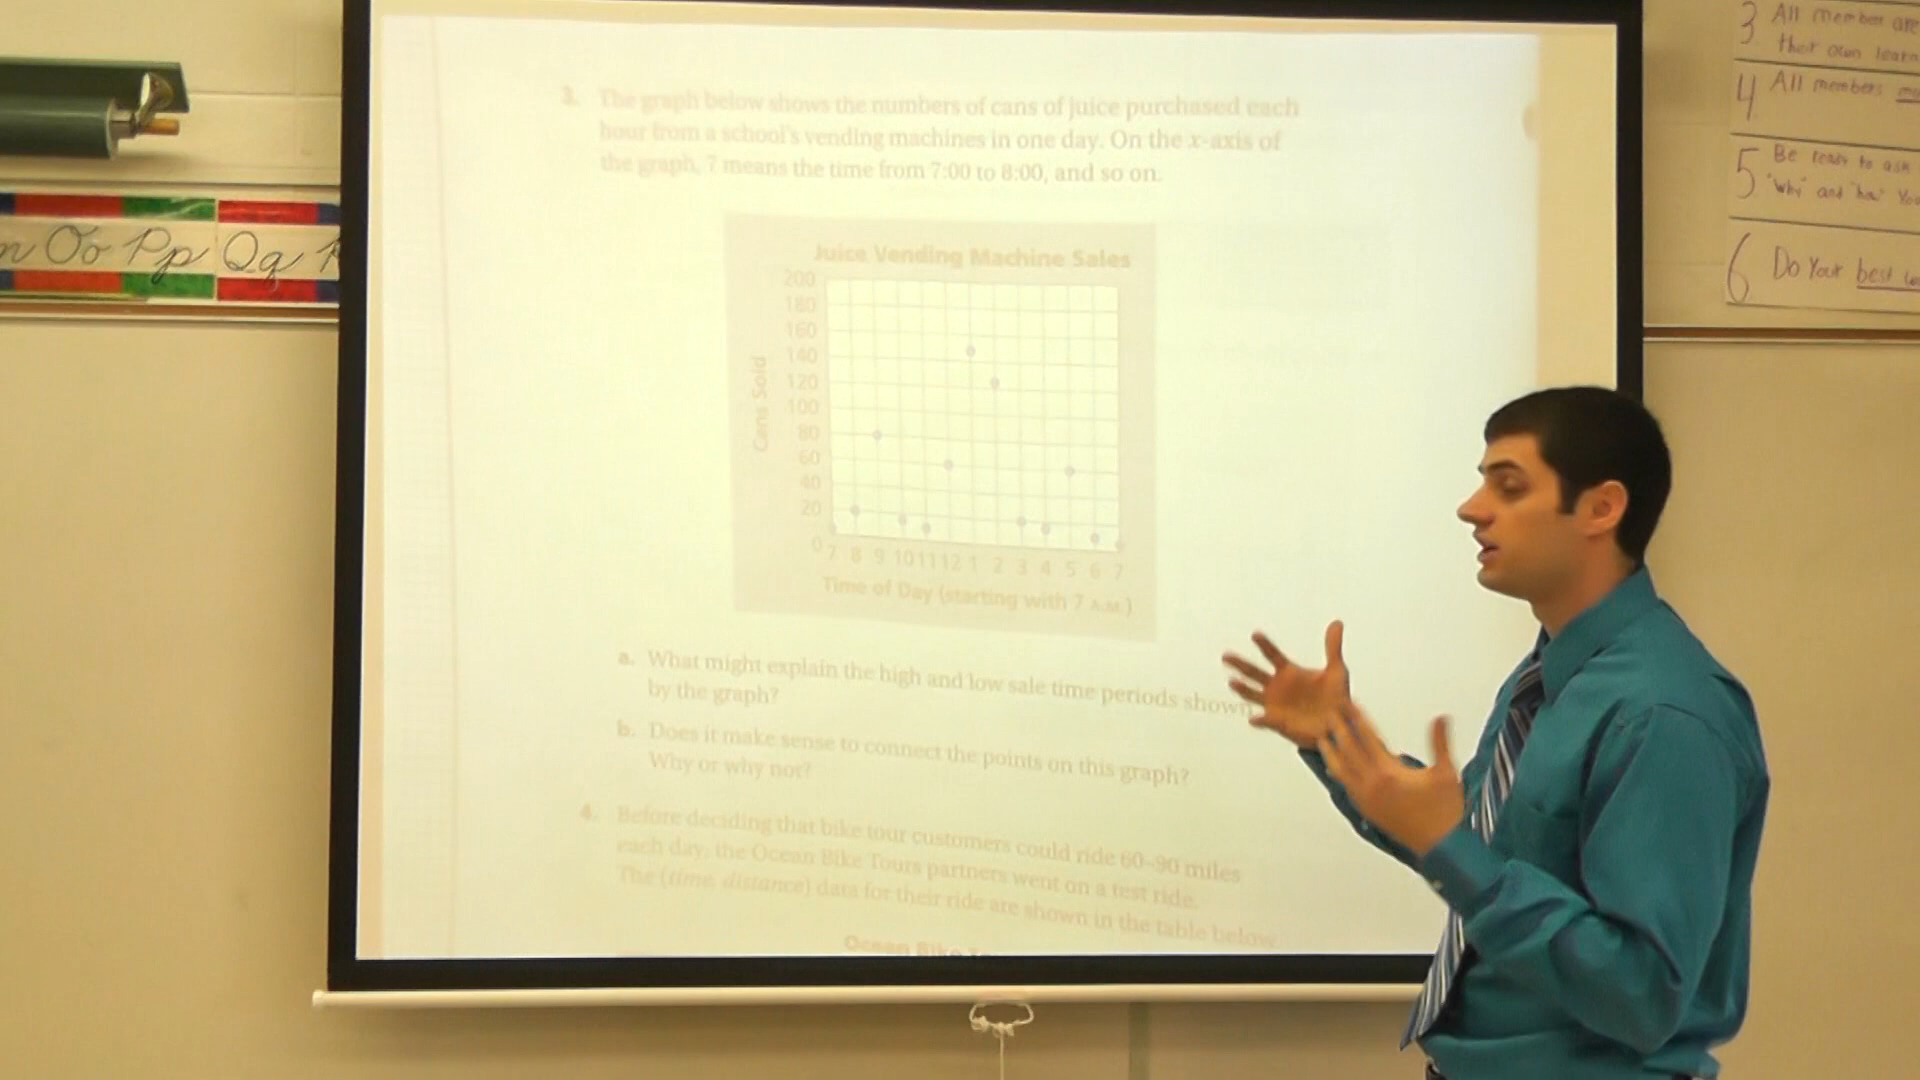 3. The graph below shows the numbers of cans of juice purchased each
hour from a school's vending machines in one day. On the x-axis of
the graph, 7 means the time from 7:00 to 8:00, and so on.
Juice Vending Machine Sales
200
180
160
140
120
100
80
60
40
20
0
Cans Sold
7 8 9 10 11 12 1 2 3 4 5 6 7
Time of Day (starting with 7 A.M.)
a. What might explain the high and low sale time periods shown
by the graph?
b. Does it make sense to connect the points on this graph?
Why or why not?
4. Before deciding that bike tour customers could ride 60–90 miles
each day, the Ocean Bike Tours partners went on a test ride.
The (time, distance) data for their ride are shown in the table below.
Ocean Bike
Oo Pp Qq
3 All member are
their own learn
4 All members
5 Be ready to ask
"Why" and "how" You
6 Do Your best